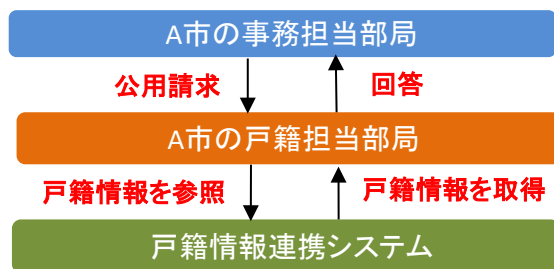 A市の事務担当部局
公用請求
回答
A市の戸籍担当部局
戸籍情報を参照
戸籍情報を取得
戸籍情報連携システム